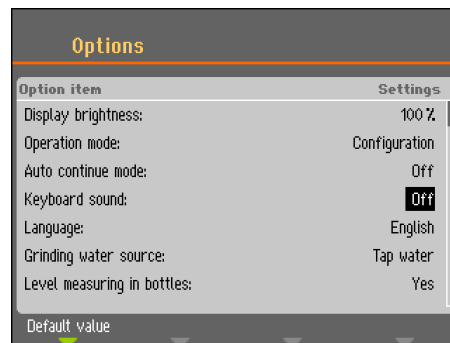 Options
Option item Settings
Display brightness: 100 %
Operation mode: Configuration
Auto continue mode: Off
Keyboard sound: Off
Language: English
Grinding water source: Tap water
Level measuring in bottles: Yes
Default value